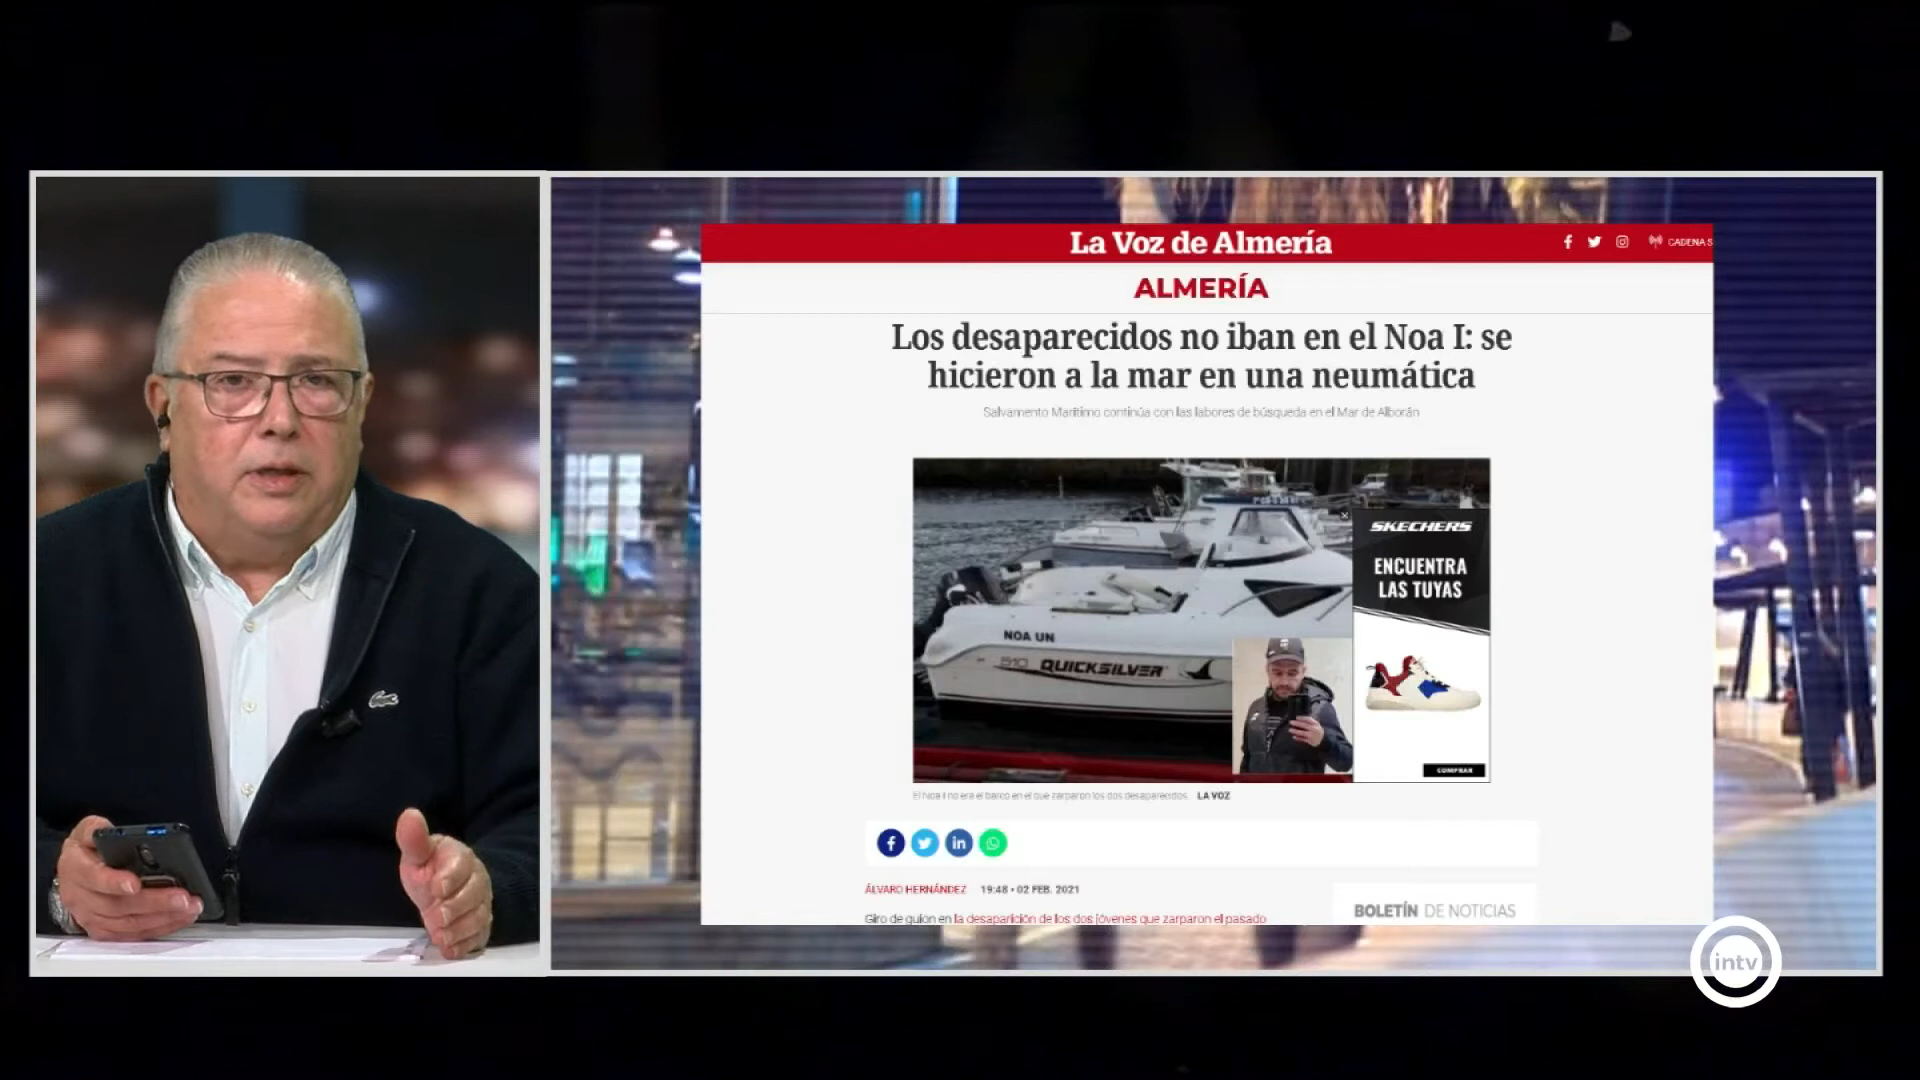 La Voz de Almería
CADENA S
ALMERÍA
Los desaparecidos no iban en el Noa I: se
hicieron a la mar en una neumática
Salvamento Marítimo continúa con las labores de búsqueda en el Mar de Alborán
SKECHERS
ENCUENTRA
LAS TUYAS
COMPRAR
NOA UN
510 QUICKSILVER
El Noa I no era el barco en el que zarparon los dos desaparecidos. LA VOZ
ÁLVARO HERNÁNDEZ 19:48 • 02 FEB. 2021
Giro de guion en la desaparición de los dos jóvenes que zarparon el pasado
BOLETÍN DE NOTICIAS
intv